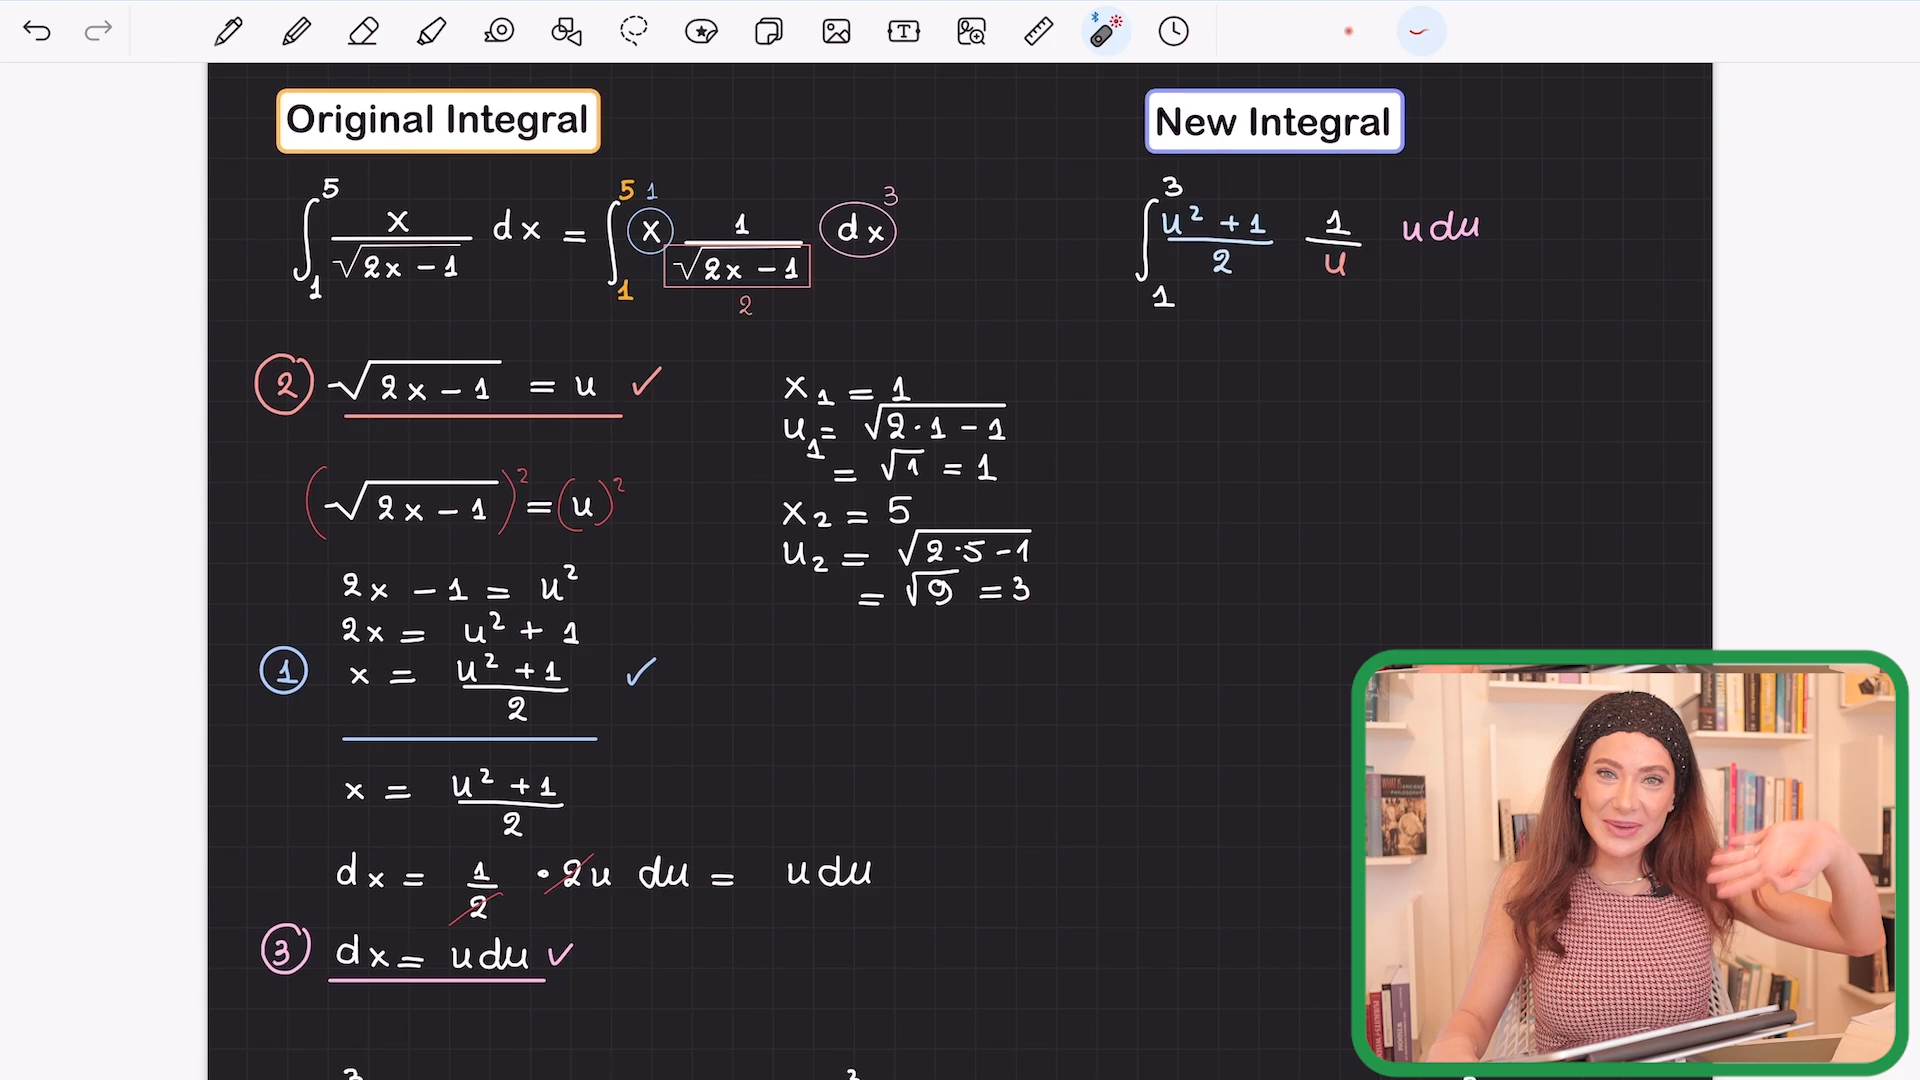 Original Integral
New Integral
∫₁⁵ x/√(2x − 1) dx = ∫₁⁵ x 1/√(2x − 1) dx
1
2
3
∫₁³ (u² + 1)/2 1/u u du
② √(2x − 1) = u ✓
(√(2x − 1))² = (u)²
2x − 1 = u²
2x = u² + 1
① x = (u² + 1)/2 ✓
x = (u² + 1)/2
dx = 1/2 · 2u du = u du
③ dx = u du ✓
x₁ = 1
u₁ = √(2·1 − 1)
= √1 = 1
x₂ = 5
u₂ = √(2·5 − 1)
= √9 = 3